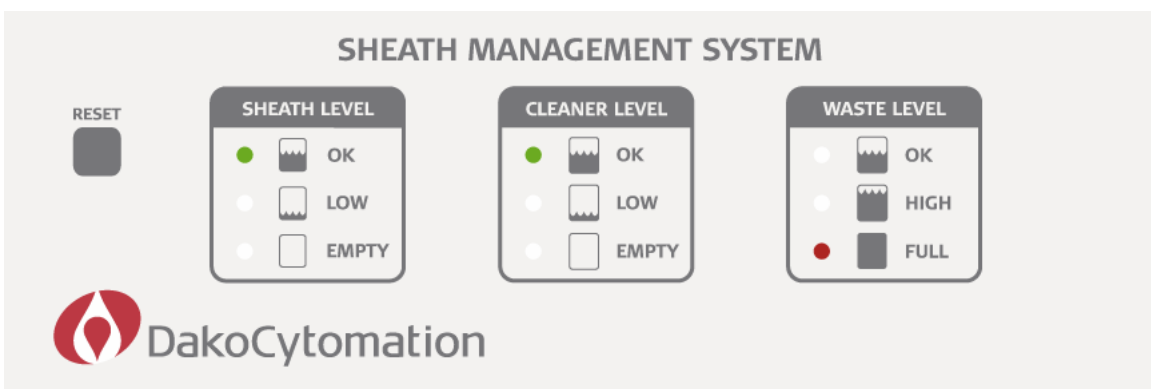 SHEATH MANAGEMENT SYSTEM
RESET
SHEATH LEVEL
OK
LOW
EMPTY
CLEANER LEVEL
OK
LOW
EMPTY
WASTE LEVEL
OK
HIGH
FULL
DakoCytomation